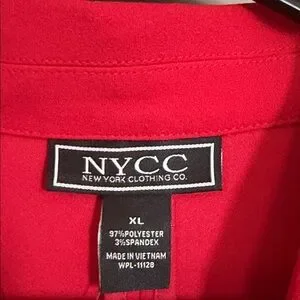 NYCC
NEW YORK CLOTHING CO.
XL
97%POLYESTER
3%SPANDEX
MADE IN VIETNAM
WPL-11128